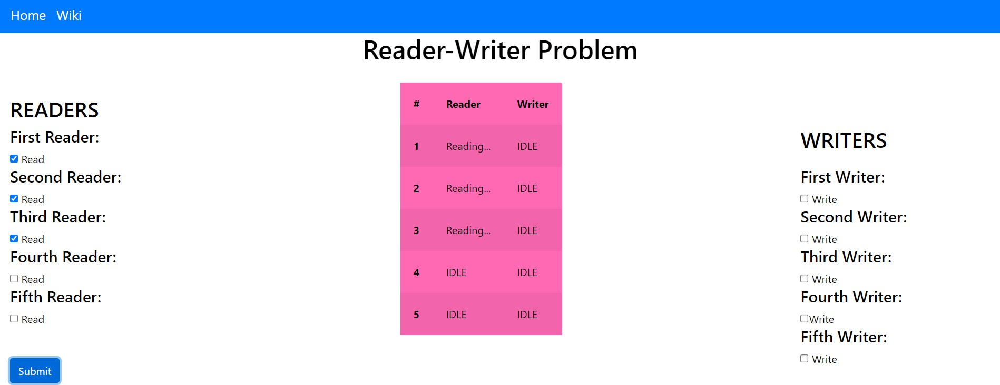 Home Wiki
Reader-Writer Problem
READERS
First Reader:
Read
Second Reader:
Read
Third Reader:
Read
Fourth Reader:
Read
Fifth Reader:
Read
Submit
# Reader Writer
1 Reading... IDLE
2 Reading... IDLE
3 Reading... IDLE
4 IDLE IDLE
5 IDLE IDLE
WRITERS
First Writer:
Write
Second Writer:
Write
Third Writer:
Write
Fourth Writer:
Write
Fifth Writer:
Write